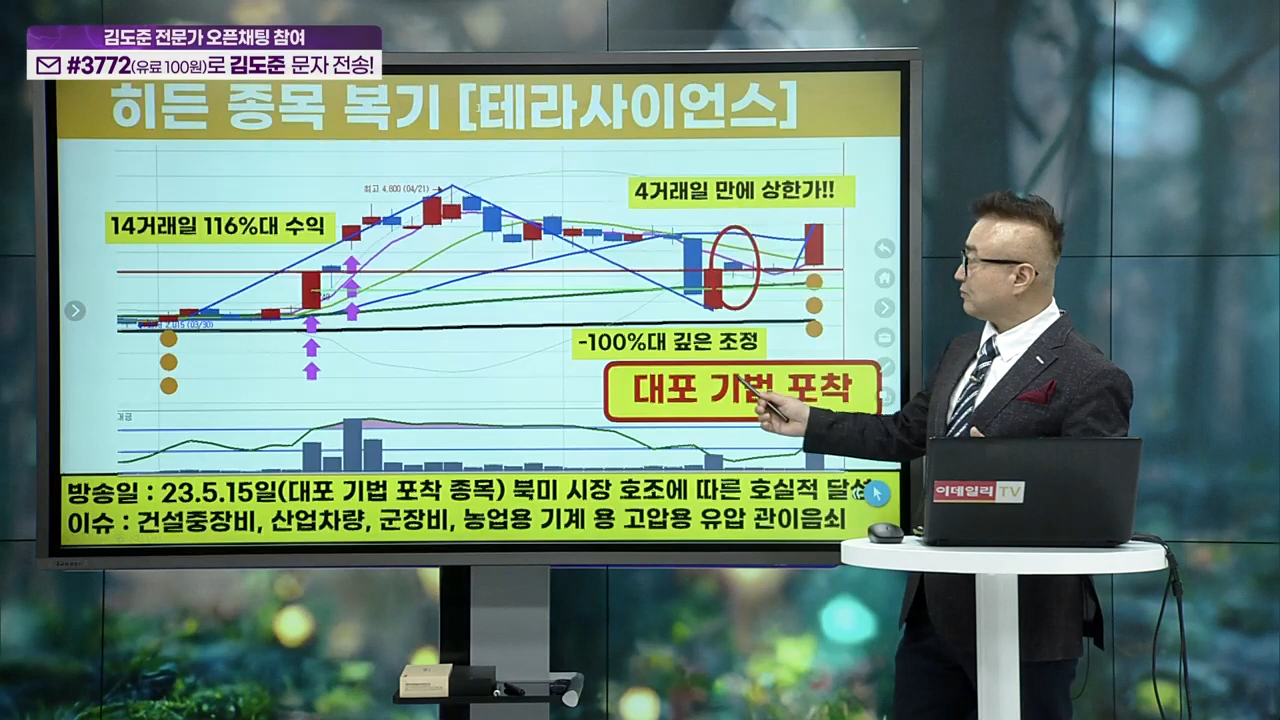 김도준 전문가 오픈채팅 참여
#3772(유료 100원)로 김도준 문자 전송!
히든 종목 복기 [테라사이언스]
최고 4,800 (04/21)
4거래일 만에 상한가!!
14거래일 116%대 수익
2,015 (03/30)
-100%대 깊은 조정
대포 기법 포착
대금
방송일 : 23.5.15일(대포 기법 포착 종목) 북미 시장 호조에 따른 호실적 달성
이슈 : 건설중장비, 산업차량, 군장비, 농업용 기계 용 고압용 유압 관이음쇠
이데일리 TV